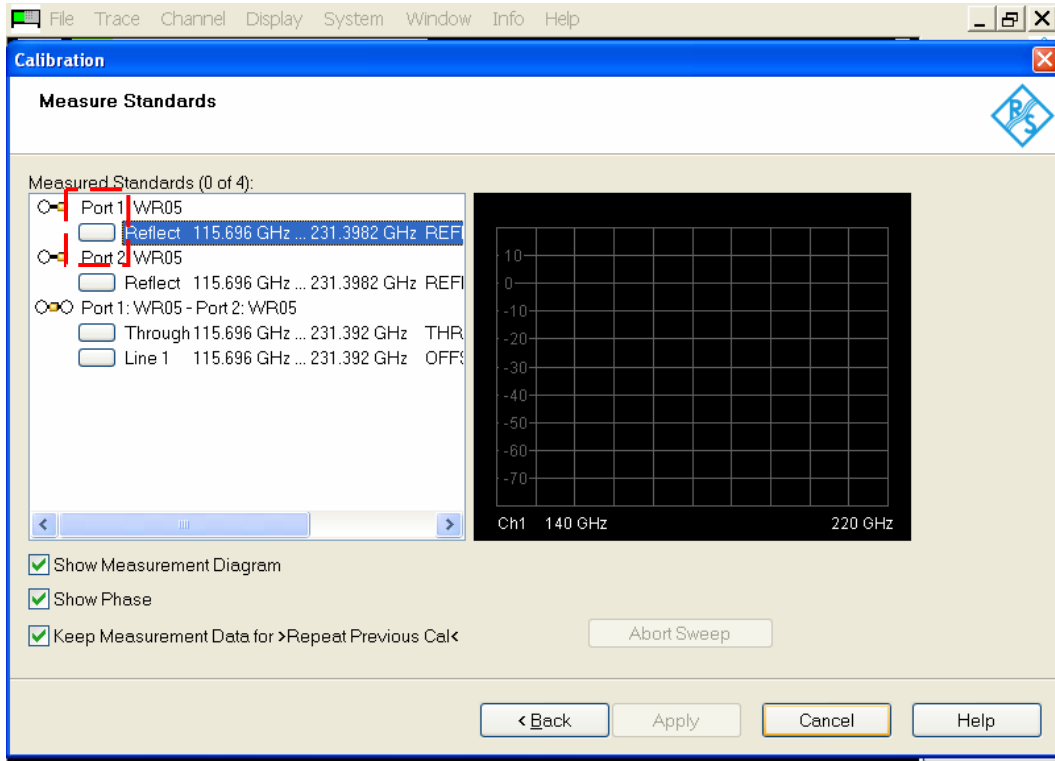 File Trace Channel Display System Window Info Help
Calibration
Measure Standards
R S
Measured Standards (0 of 4):
Port 1: WR05
Reflect 115.696 GHz ... 231.3982 GHz REFI
Port 2: WR05
Reflect 115.696 GHz ... 231.3982 GHz REFI
Port 1: WR05 - Port 2: WR05
Through 115.696 GHz ... 231.392 GHz THR
Line 1 115.696 GHz ... 231.392 GHz OFFS
10
0
-10
-20
-30
-40
-50
-60
-70
Ch1 140 GHz 220 GHz
Show Measurement Diagram
Show Phase
Keep Measurement Data for >Repeat Previous Cal<
Abort Sweep
< Back Apply Cancel Help